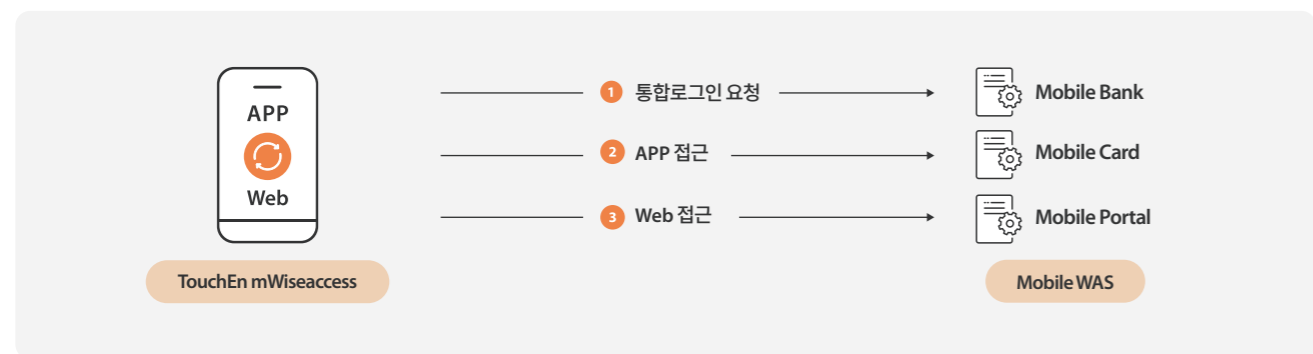 APP
Web
TouchEn mWiseaccess
1 통합로그인 요청
2 APP 접근
3 Web 접근
Mobile Bank
Mobile Card
Mobile Portal
Mobile WAS